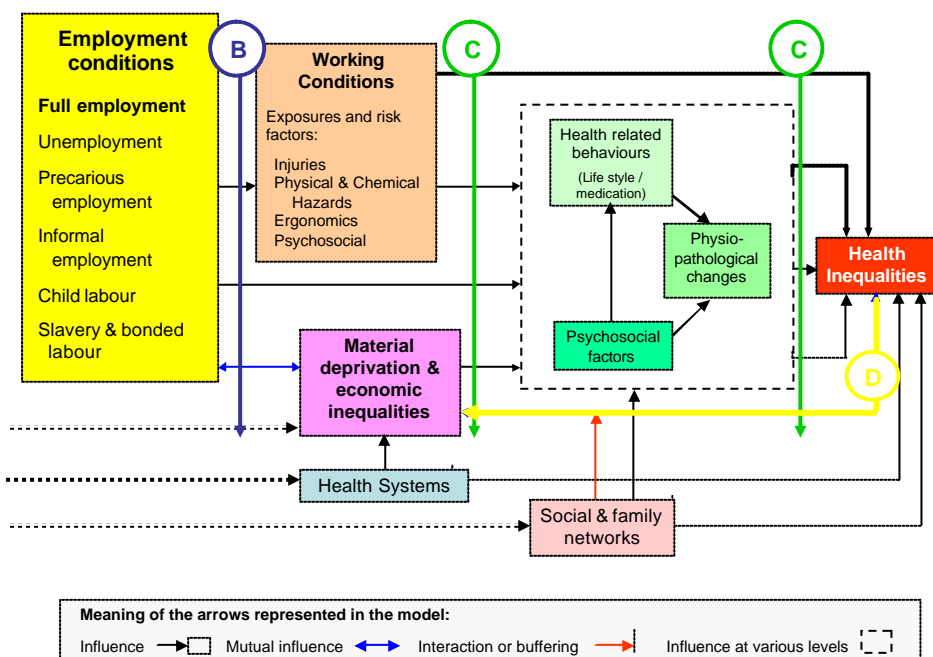 Employment
conditions
Full employment
Unemployment
Precarious
employment
Informal
employment
Child labour
Slavery & bonded
labour
B
Working
Conditions
Exposures and risk
factors:
Injuries
Physical & Chemical
Hazards
Ergonomics
Psychosocial
C
C
Health related
behaviours
(Life style /
medication)
Physio-
pathological
changes
Psychosocial
factors
Health
Inequalities
Material
deprivation &
economic
inequalities
D
Health Systems
Social & family
networks
Meaning of the arrows represented in the model:
Influence Mutual influence Interaction or buffering Influence at various levels